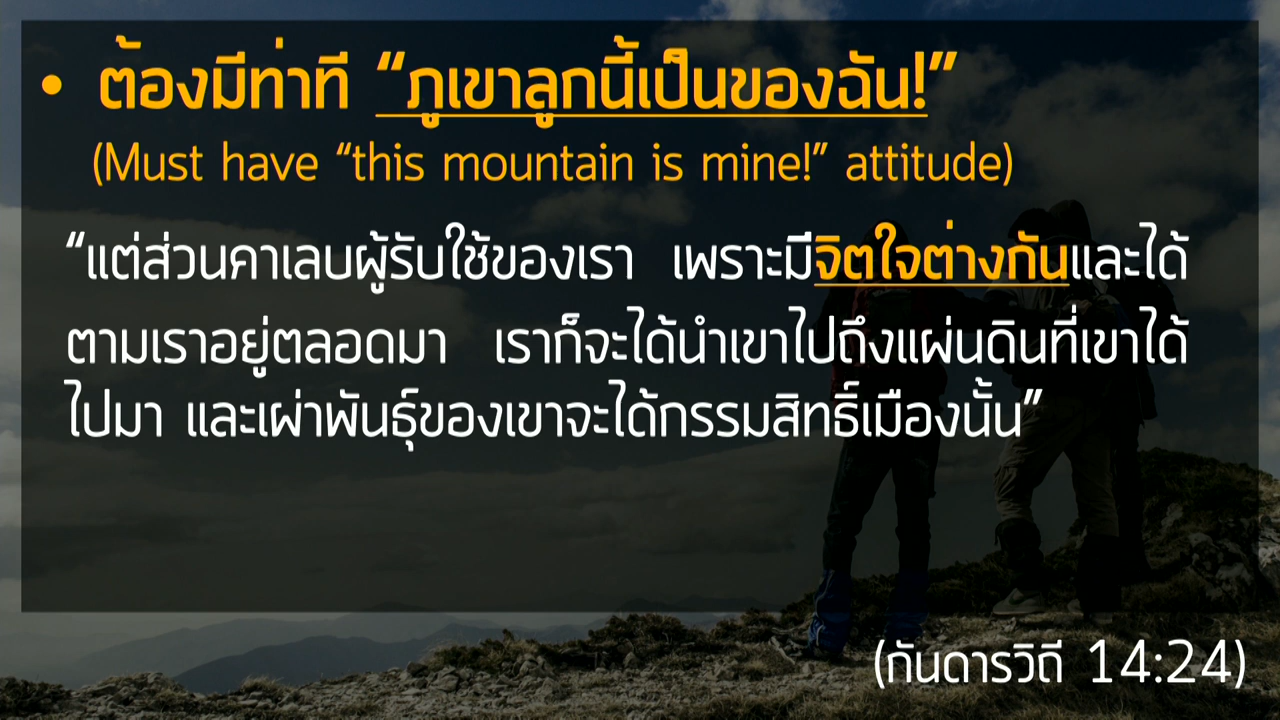 • ต้องมีท่าที “ภูเขาลูกนี้เป็นของฉัน!”
(Must have “this mountain is mine!” attitude)
“แต่ส่วนคาเลบผู้รับใช้ของเรา เพราะมีจิตใจต่างกันและได้
ตามเราอยู่ตลอดมา เราก็จะได้นำเขาไปถึงแผ่นดินที่เขาได้
ไปมา และเผ่าพันธุ์ของเขาจะได้กรรมสิทธิ์เมืองนั้น”
(กันดารวิถี 14:24)